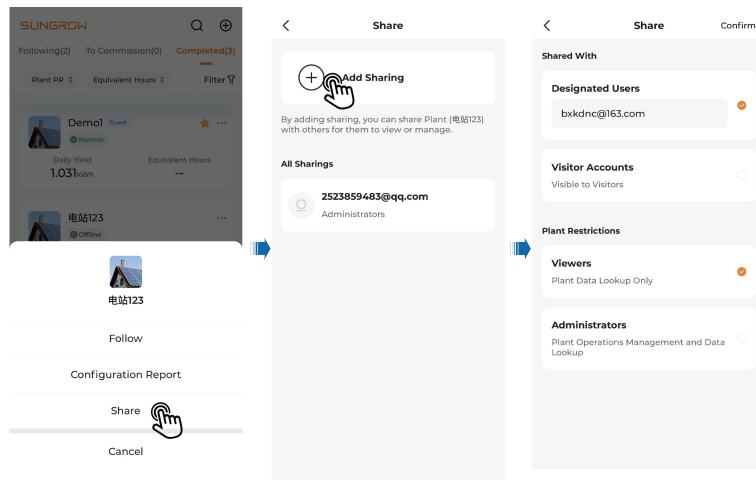 SUNGROW
Following(2) To Commission(0) Completed(3)
Plant PR Equivalent Hours Filter
Demo1 Guest
Normal
Daily Yield Equivalent Hours
1.031kWh --
电站123
Offline
电站123
Follow
Configuration Report
Share
Cancel
Share
Add Sharing
By adding sharing, you can share Plant (电站123)
with others for them to view or manage.
All Sharings
2523859483@qq.com
Administrators
Share Confirm
Shared With
Designated Users
bxkdnc@163.com
Visitor Accounts
Visible to Visitors
Plant Restrictions
Viewers
Plant Data Lookup Only
Administrators
Plant Operations Management and Data
Lookup